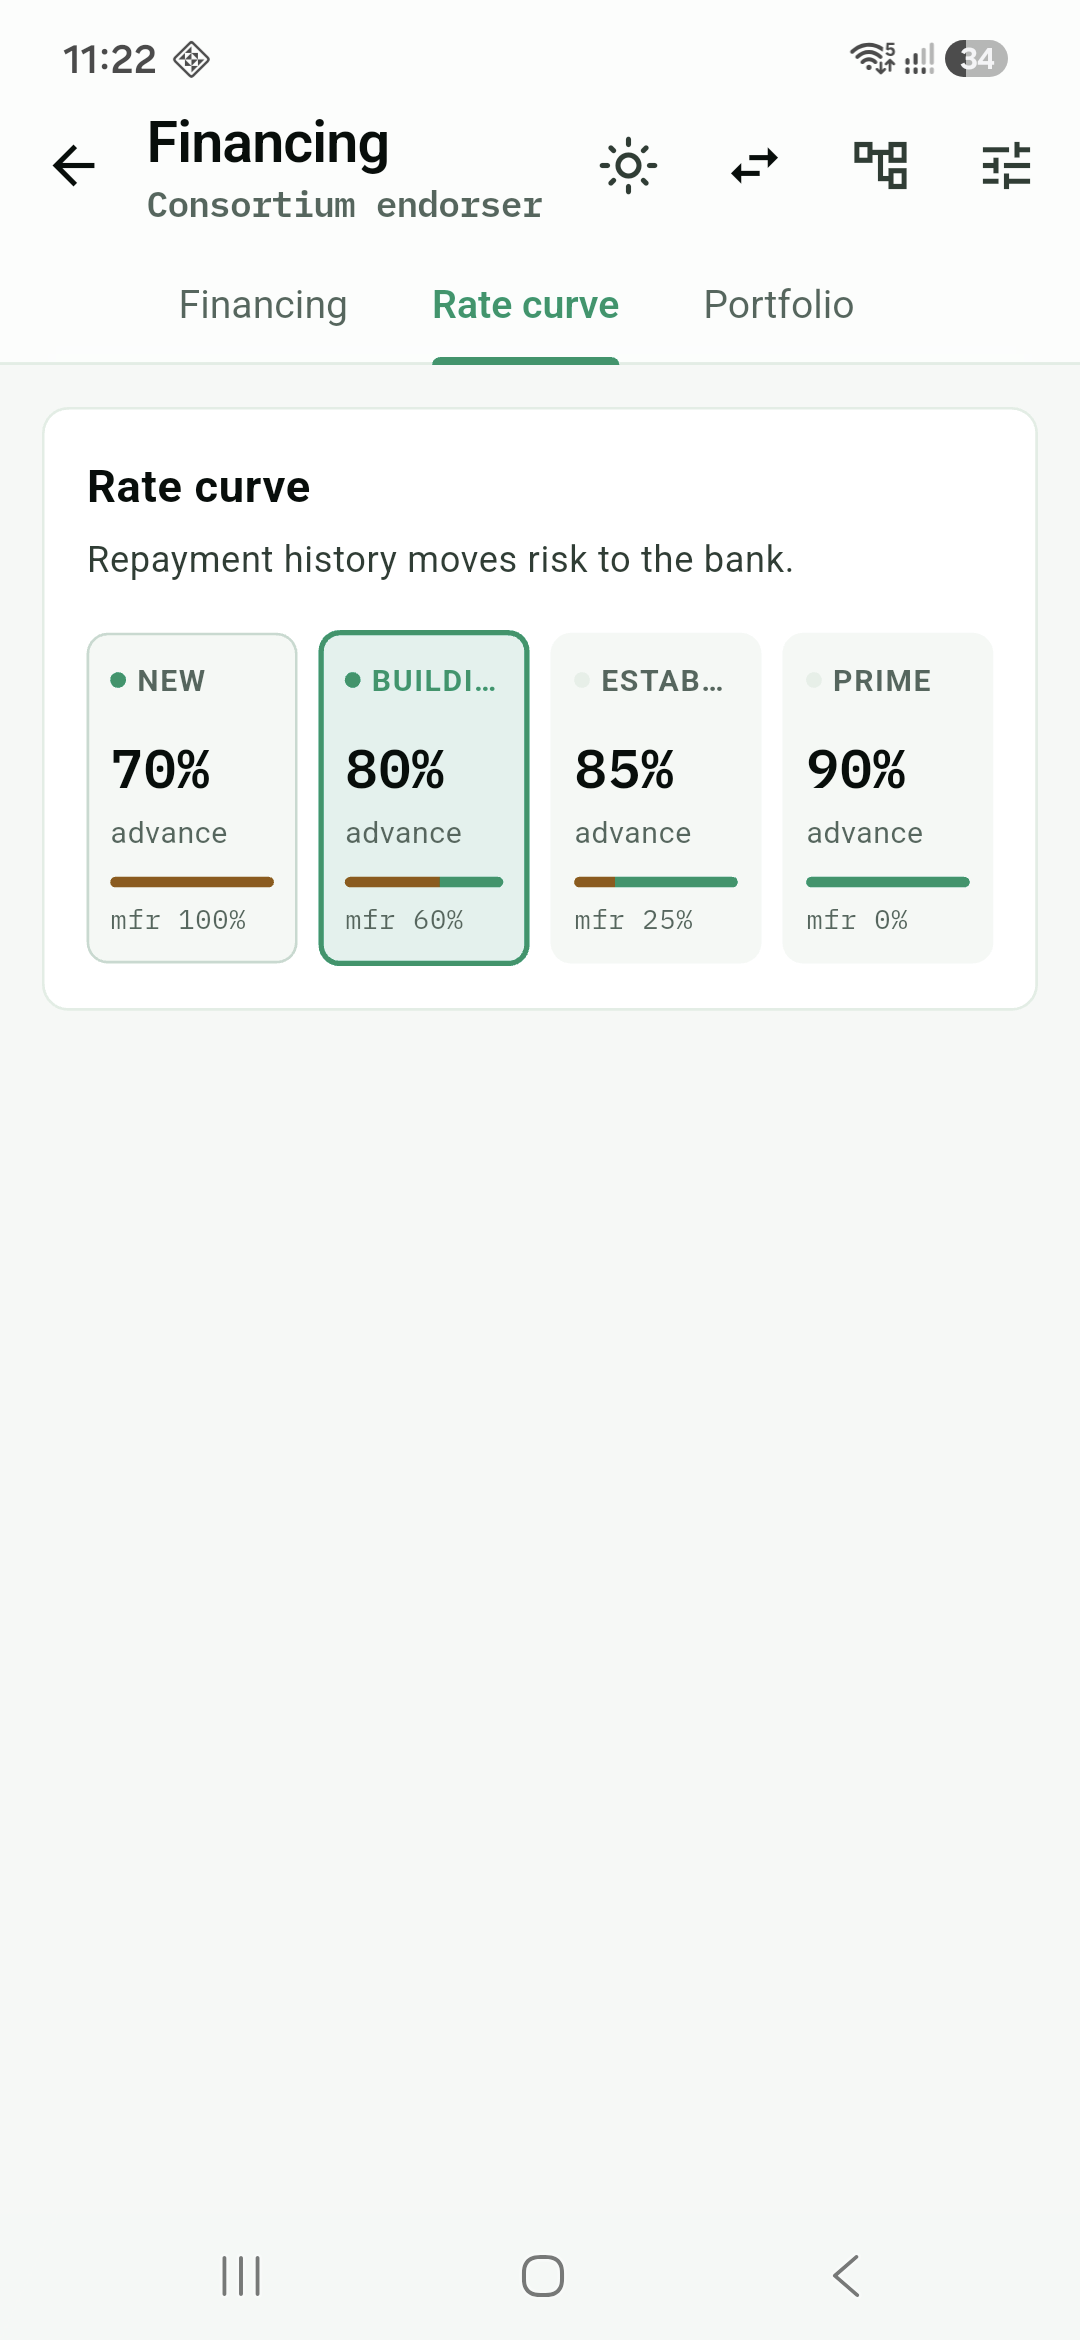 11:22
5
34
Financing
Consortium endorser
Financing Rate curve Portfolio
Rate curve
Repayment history moves risk to the bank.
NEW BUILDI… ESTAB… PRIME
70% 80% 85% 90%
advance advance advance advance
mfr 100% mfr 60% mfr 25% mfr 0%